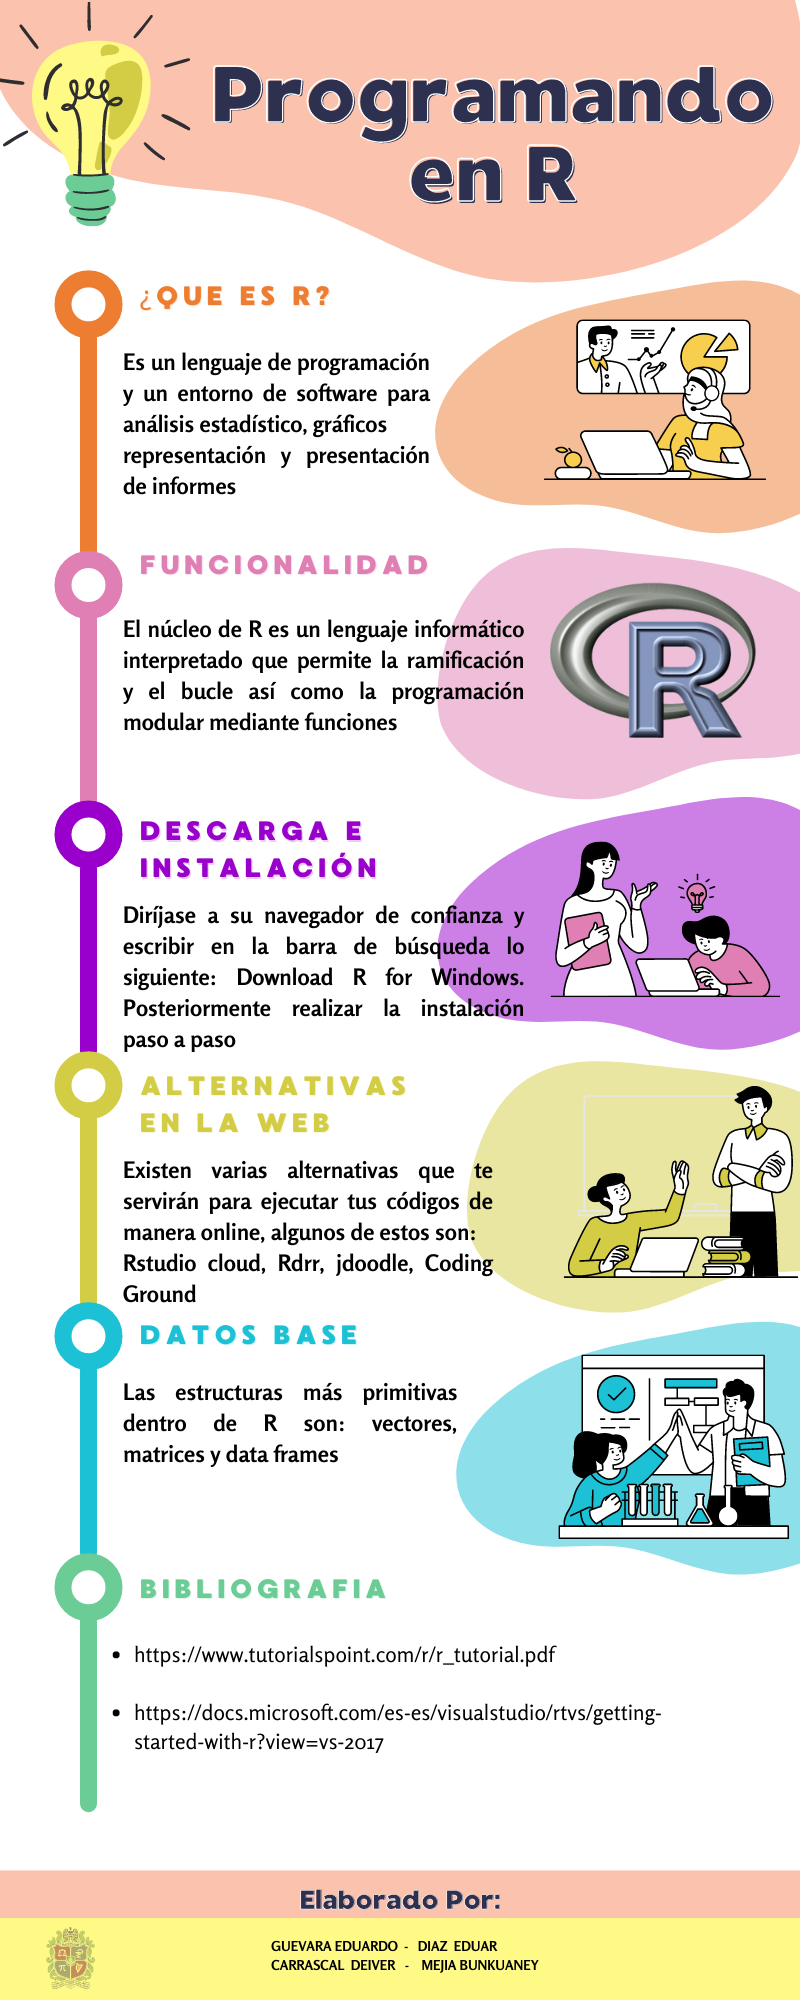 Programando
en R
¿QUE ES R?
Es un lenguaje de programación
y un entorno de software para
análisis estadístico, gráficos
representación y presentación
de informes
FUNCIONALIDAD
El núcleo de R es un lenguaje informático
interpretado que permite la ramificación
y el bucle así como la programación
modular mediante funciones
R
DESCARGA E
INSTALACIÓN
Diríjase a su navegador de confianza y
escribir en la barra de búsqueda lo
siguiente: Download R for Windows.
Posteriormente realizar la instalación
paso a paso
ALTERNATIVAS
EN LA WEB
Existen varias alternativas que te
servirán para ejecutar tus códigos de
manera online, algunos de estos son:
Rstudio cloud, Rdrr, jdoodle, Coding
Ground
DATOS BASE
Las estructuras más primitivas
dentro de R son: vectores,
matrices y data frames
BIBLIOGRAFIA
• https://www.tutorialspoint.com/r/r_tutorial.pdf
• https://docs.microsoft.com/es-es/visualstudio/rtvs/getting-
started-with-r?view=vs-2017
Elaborado Por:
GUEVARA EDUARDO - DIAZ EDUAR
CARRASCAL DEIVER - MEJIA BUNKUANEY